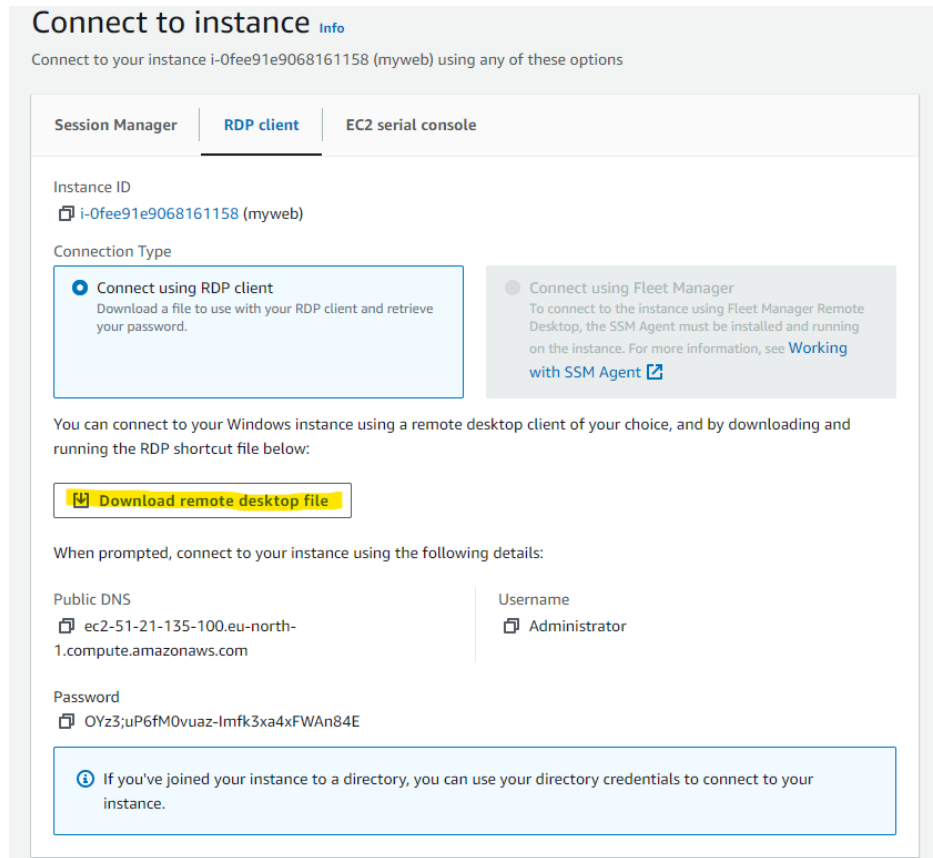 Connect to instance Info
Connect to your instance i-0fee91e9068161158 (myweb) using any of these options
Session Manager
RDP client
EC2 serial console
Instance ID
i-0fee91e9068161158 (myweb)
Connection Type
Connect using RDP client
Download a file to use with your RDP client and retrieve
your password.
Connect using Fleet Manager
To connect to the instance using Fleet Manager Remote
Desktop, the SSM Agent must be installed and running
on the instance. For more information, see Working
with SSM Agent
You can connect to your Windows instance using a remote desktop client of your choice, and by downloading and
running the RDP shortcut file below:
Download remote desktop file
When prompted, connect to your instance using the following details:
Public DNS
ec2-51-21-135-100.eu-north-
1.compute.amazonaws.com
Username
Administrator
Password
OYz3;uP6fM0vuaz-Imfk3xa4xFWAn84E
If you've joined your instance to a directory, you can use your directory credentials to connect to your
instance.